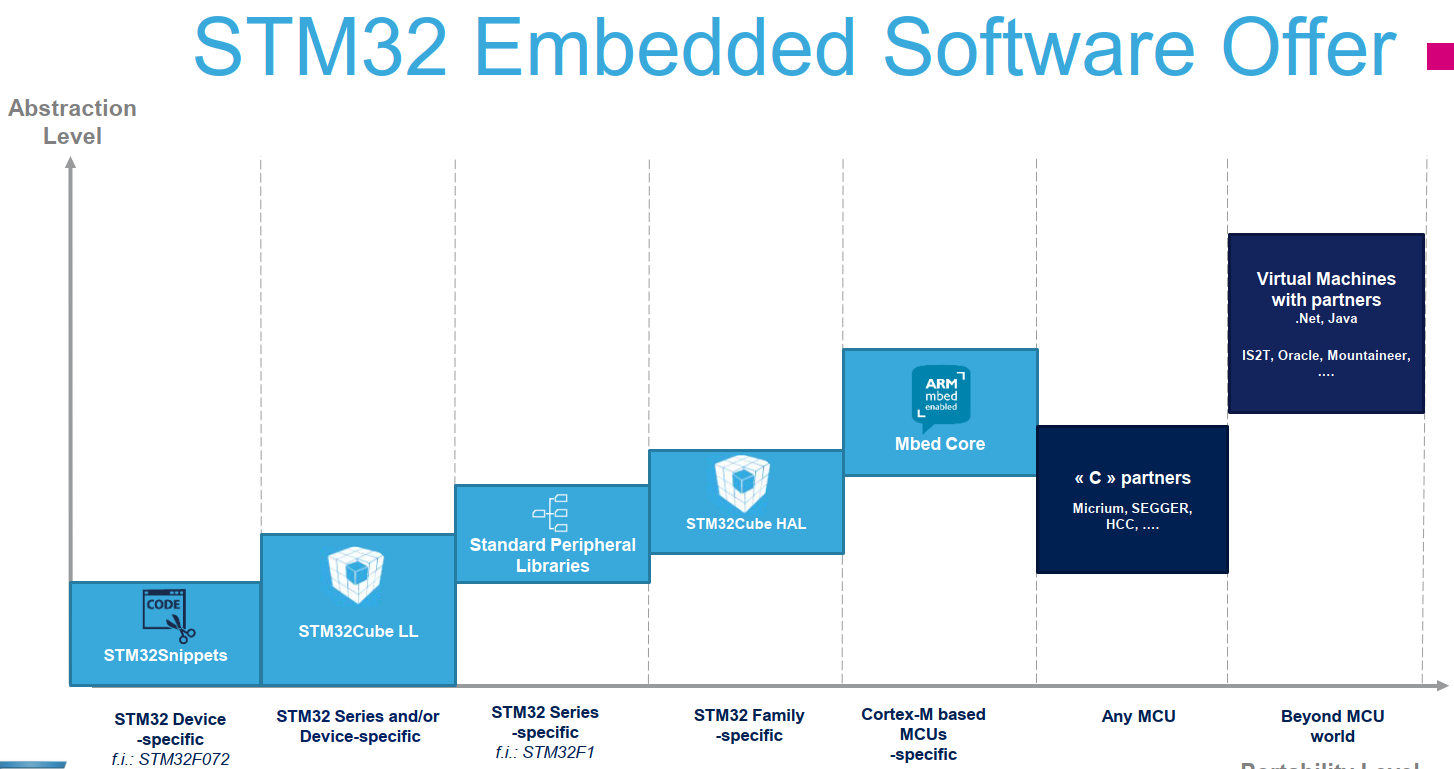 STM32 Embedded Software Offer
Abstraction
Level
Virtual Machines
with partners
.Net, Java
IS2T, Oracle, Mountaineer,
....
ARM
mbed
enabled
Mbed Core
« C » partners
Micrium, SEGGER,
HCC, ....
STM32Cube HAL
Standard Peripheral
Libraries
STM32Cube LL
CODE
STM32Snippets
STM32 Device
-specific
f.i.: STM32F072
STM32 Series and/or
Device-specific
STM32 Series
-specific
f.i.: STM32F1
STM32 Family
-specific
Cortex-M based
MCUs
-specific
Any MCU
Beyond MCU
world
Portability Level